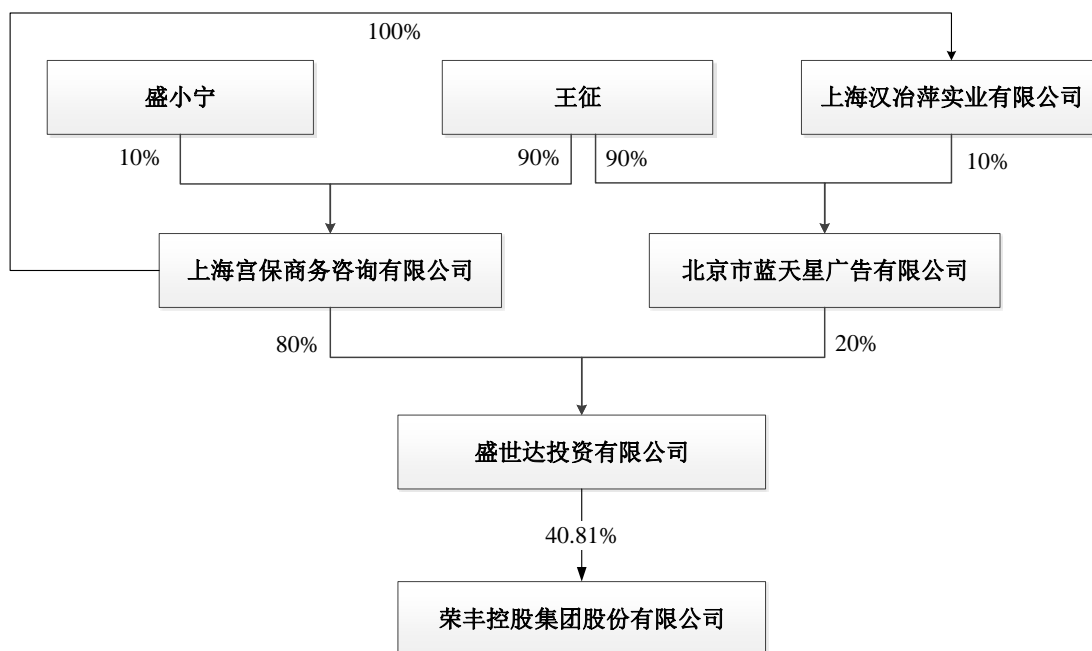 100%
盛小宁
王征
上海汉冶萍实业有限公司
10%
90%
90%
10%
上海宫保商务咨询有限公司
北京市蓝天星广告有限公司
80%
20%
盛世达投资有限公司
40.81%
荣丰控股集团股份有限公司